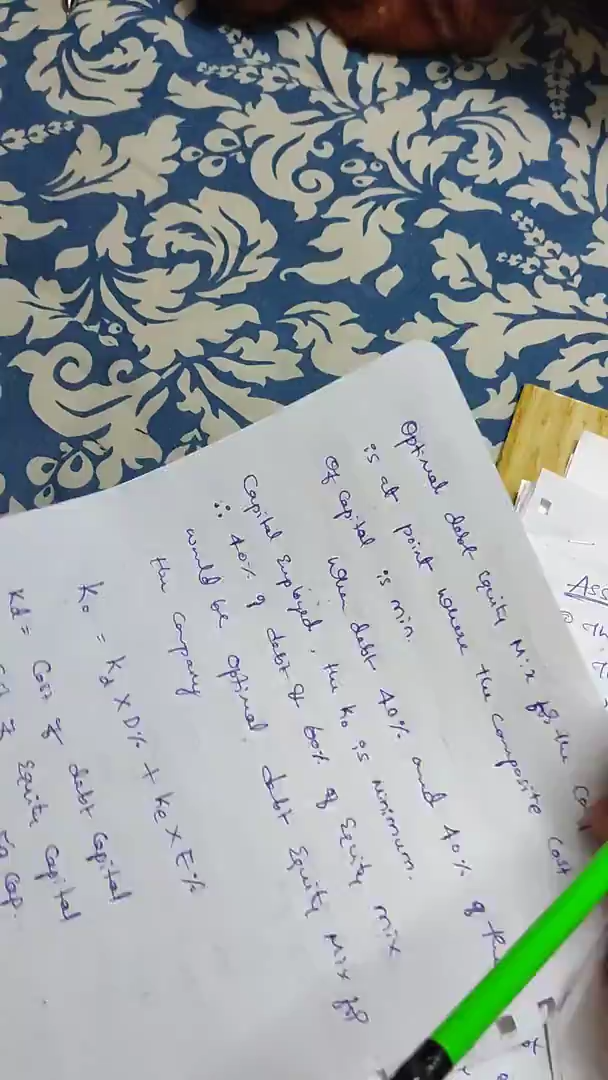 Optimal debt equity Mix for the
is at point where the composite cost
of capital is min.
when debt 40% and 40% of the
Capital Employed, the Ko is minimum.
∴ 40% of debt & 60% of Equity mix
would be optimal debt Equity Mix for
the company
Ko = Kd X D% + Ke X E%
Kd = Cost of debt capital
Equity capital
Ass